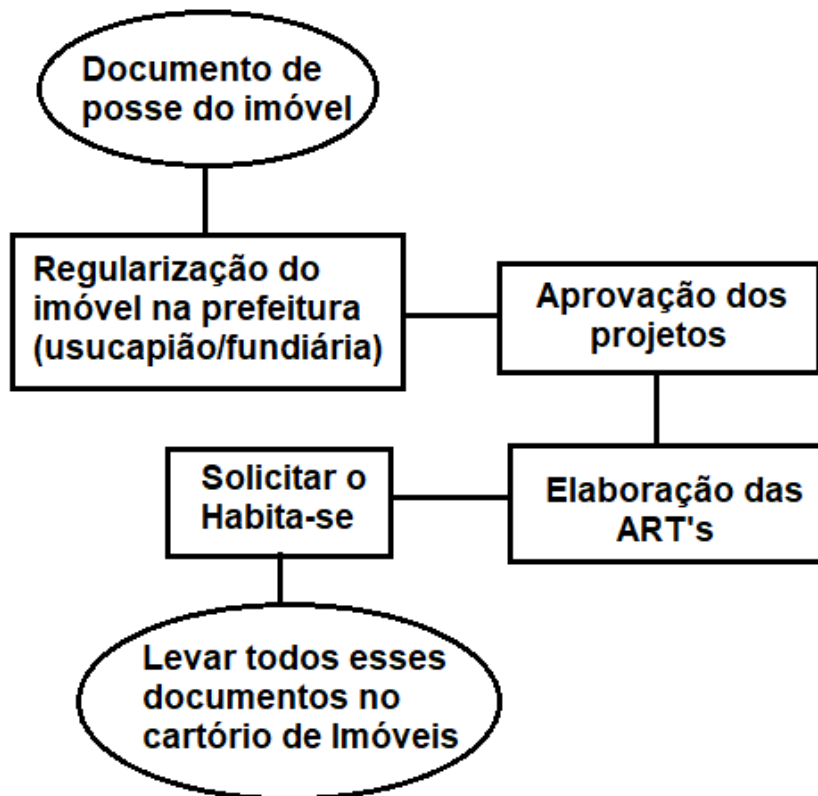 Documento de
posse do imóvel
Regularização do
imóvel na prefeitura
(usucapião/fundiária)
Aprovação dos
projetos
Elaboração das
ART's
Solicitar o
Habita-se
Levar todos esses
documentos no
cartório de Imóveis